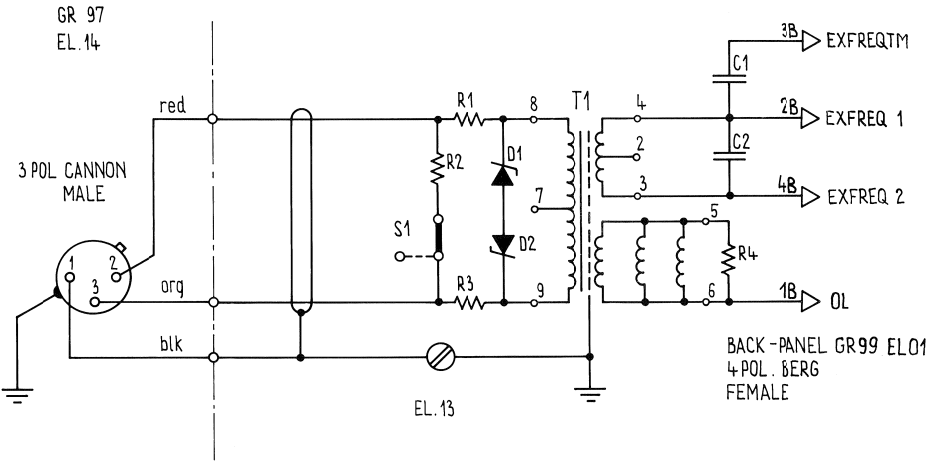 GR 97
EL.14
3B
EXFREQTM
C1
red
R1
8
T1
4
2B
EXFREQ 1
C2
D1
R2
2
3 POL CANNON
MALE
7
3
4B
EXFREQ 2
S1
D2
5
R4
1
2
3
org
R3
9
6
1B
OL
blk
BACK-PANEL GR99 EL01
4 POL. BERG
FEMALE
EL.13